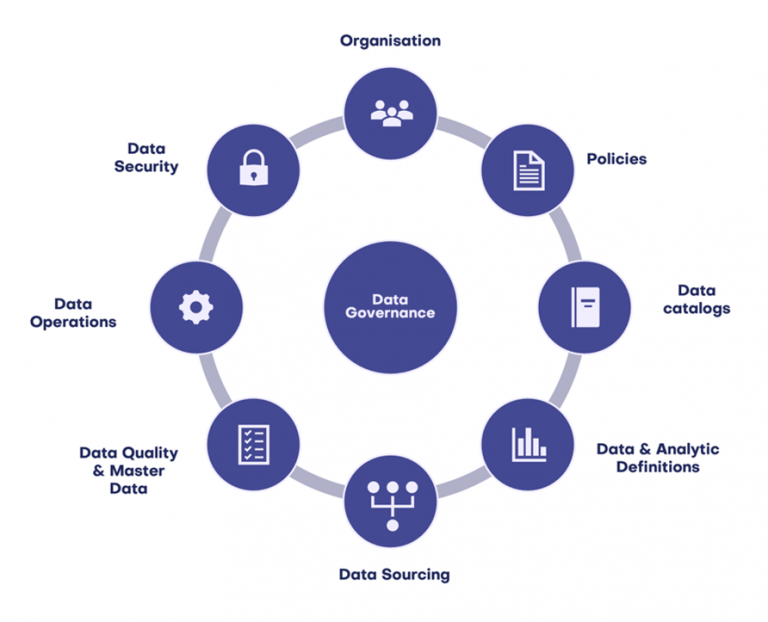 Organisation
Policies
Data
catalogs
Data & Analytic
Definitions
Data Sourcing
Data Quality
& Master
Data
Data
Operations
Data
Security
Data
Governance